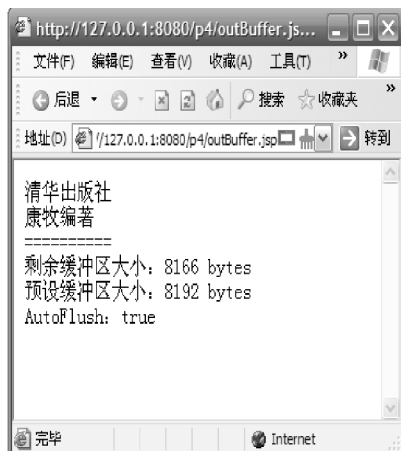 http://127.0.0.1:8080/p4/outBuffer.js...
文件(F) 编辑(E) 查看(V) 收藏(A) 工具(T) »
后退 搜索 收藏夹 »
地址(D) //127.0.0.1:8080/p4/outBuffer.jsp 转到
清华出版社
康牧编著
==========
剩余缓冲区大小：8166 bytes
预设缓冲区大小：8192 bytes
AutoFlush：true
完毕 Internet